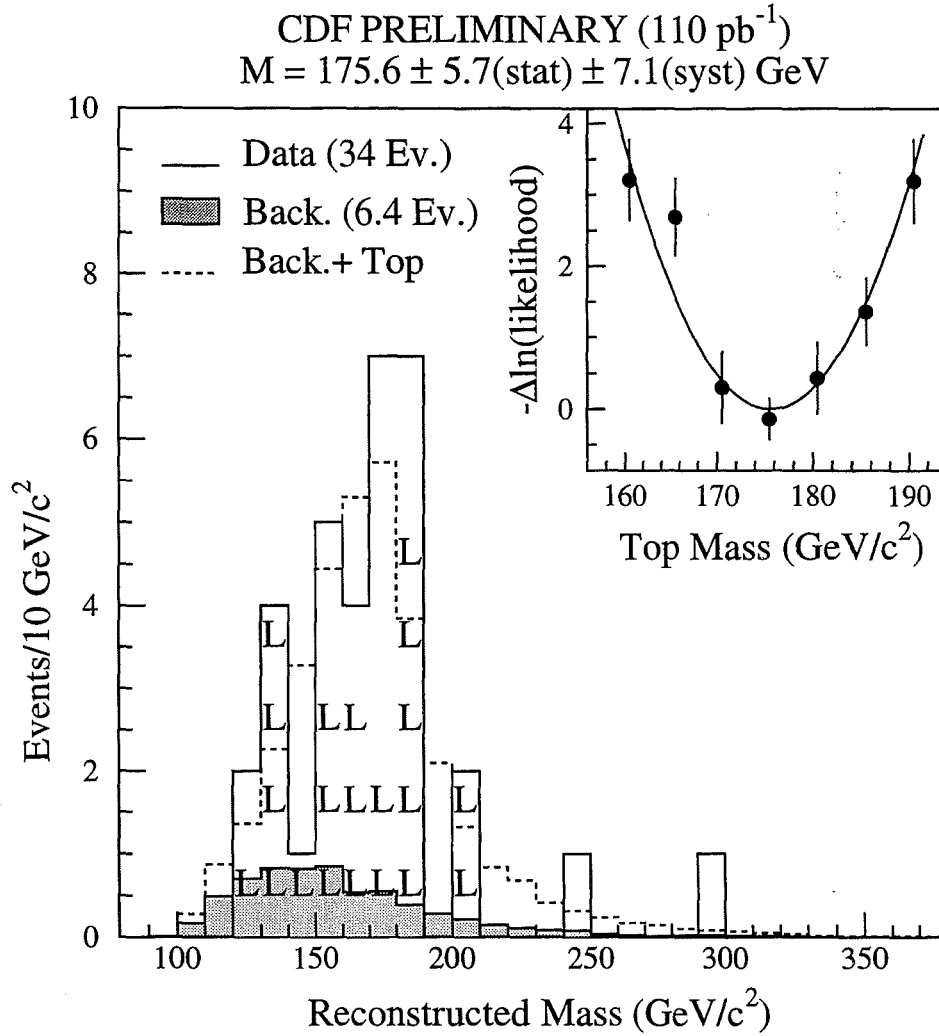 CDF PRELIMINARY (110 pb⁻¹)
M = 175.6 ± 5.7(stat) ± 7.1(syst) GeV
Data (34 Ev.)
Back. (6.4 Ev.)
Back.+ Top
10
8
6
4
2
0
Events/10 GeV/c²
L
L L
L L L L
L L L L L L
L L L L L L L L
100 150 200 250 300 350
Reconstructed Mass (GeV/c²)
4
2
0
-Δln(likelihood)
160 170 180 190
Top Mass (GeV/c²)